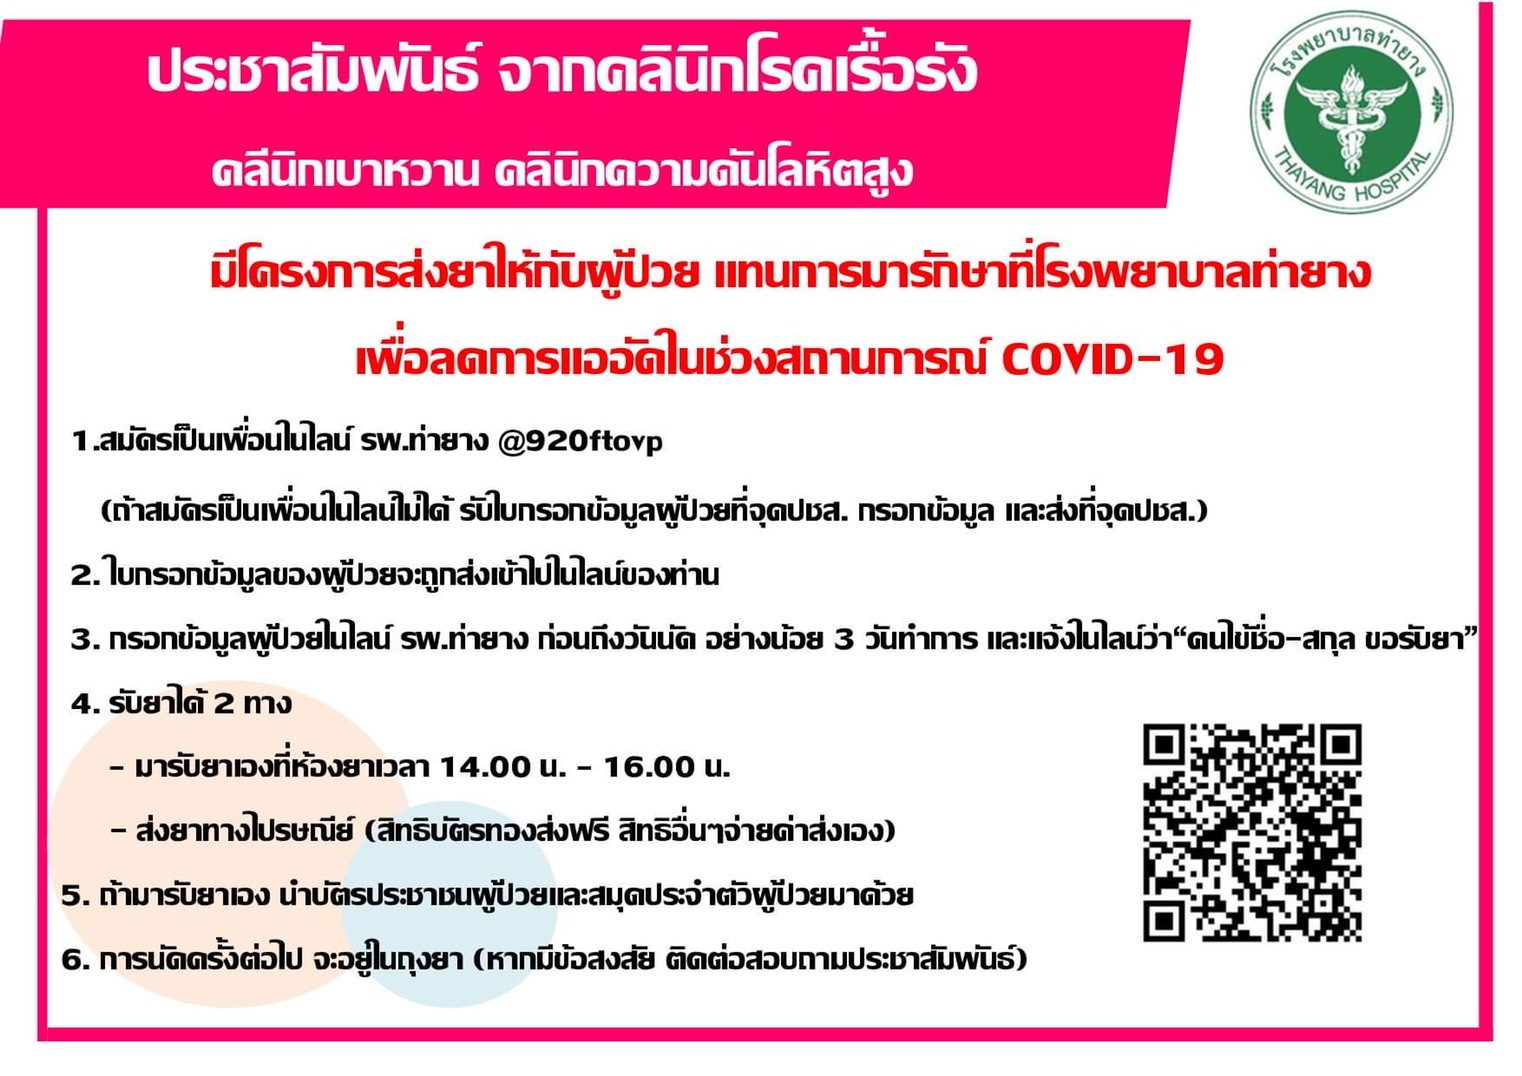 ประชาสัมพันธ์ จากคลินิกโรคเรื้อรัง
คลีนิกเบาหวาน คลินิกความดันโลหิตสูง
โรงพยาบาลท่ายาง
THAYANG HOSPITAL
มีโครงการส่งยาให้กับผู้ป่วย แทนการมารักษาที่โรงพยาบาลท่ายาง
เพื่อลดการแออัดในช่วงสถานการณ์ COVID-19
1.สมัครเป็นเพื่อนในไลน์ รพ.ท่ายาง @920ftovp
(ถ้าสมัครเป็นเพื่อนในไลน์ไม่ได้ รับใบกรอกข้อมูลผู้ป่วยที่จุดปชส. กรอกข้อมูล และส่งที่จุดปชส.)
2. ใบกรอกข้อมูลของผู้ป่วยจะถูกส่งเข้าไปในไลน์ของท่าน
3. กรอกข้อมูลผู้ป่วยในไลน์ รพ.ท่ายาง ก่อนถึงวันนัด อย่างน้อย 3 วันทำการ และแจ้งในไลน์ว่า“คนไข้ชื่อ-สกุล ขอรับยา”
4. รับยาได้ 2 ทาง
- มารับยาเองที่ห้องยาเวลา 14.00 น. - 16.00 น.
- ส่งยาทางไปรษณีย์ (สิทธิบัตรทองส่งฟรี สิทธิอื่นๆจ่ายค่าส่งเอง)
5. ถ้ามารับยาเอง นำบัตรประชาชนผู้ป่วยและสมุดประจำตัวผู้ป่วยมาด้วย
6. การนัดครั้งต่อไป จะอยู่ในถุงยา (หากมีข้อสงสัย ติดต่อสอบถามประชาสัมพันธ์)